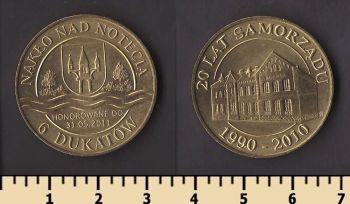 NAKŁO NAD NOTECIĄ
HONOROWANE DO
31.05.2011
6 DUKATÓW
20 LAT SAMORZĄDU
1990 - 2010
1 2 3 4 5 6 7